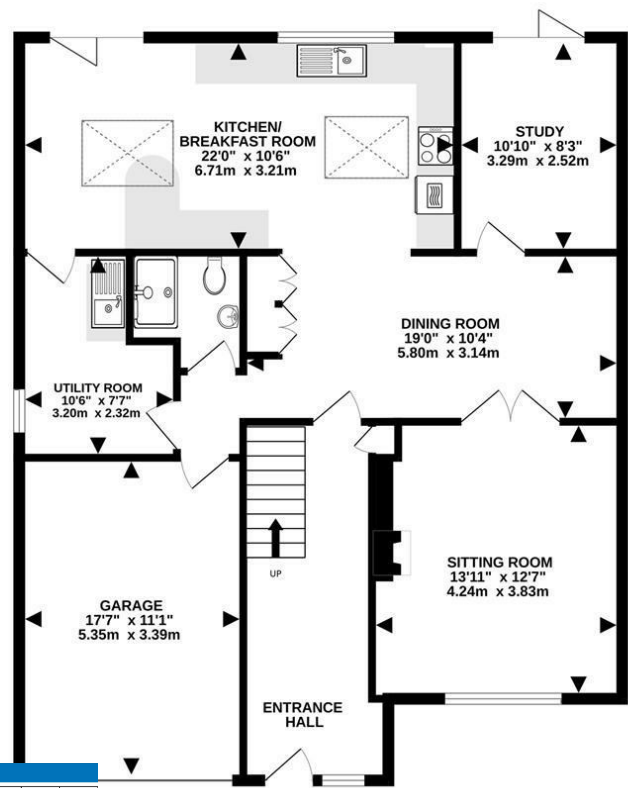 KITCHEN/
BREAKFAST ROOM
22'0" x 10'6"
6.71m x 3.21m
STUDY
10'10" x 8'3"
3.29m x 2.52m
DINING ROOM
19'0" x 10'4"
5.80m x 3.14m
UTILITY ROOM
10'6" x 7'7"
3.20m x 2.32m
UP
SITTING ROOM
13'11" x 12'7"
4.24m x 3.83m
GARAGE
17'7" x 11'1"
5.35m x 3.39m
ENTRANCE
HALL